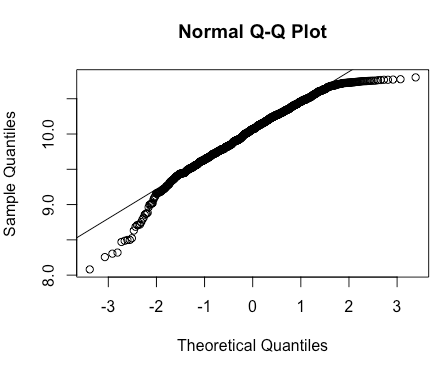 Normal Q-Q Plot
Sample Quantiles
10.0
9.0
8.0
-3 -2 -1 0 1 2 3
Theoretical Quantiles